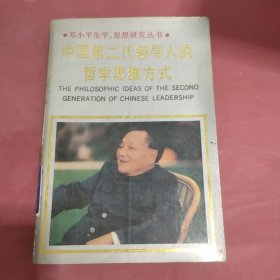 •邓小平生平、思想研究丛书•
中国第二代领导人的
哲学思维方式
THE PHILOSOPHIC IDEAS OF THE SECOND
GENERATION OF CHINESE LEADERSHIP